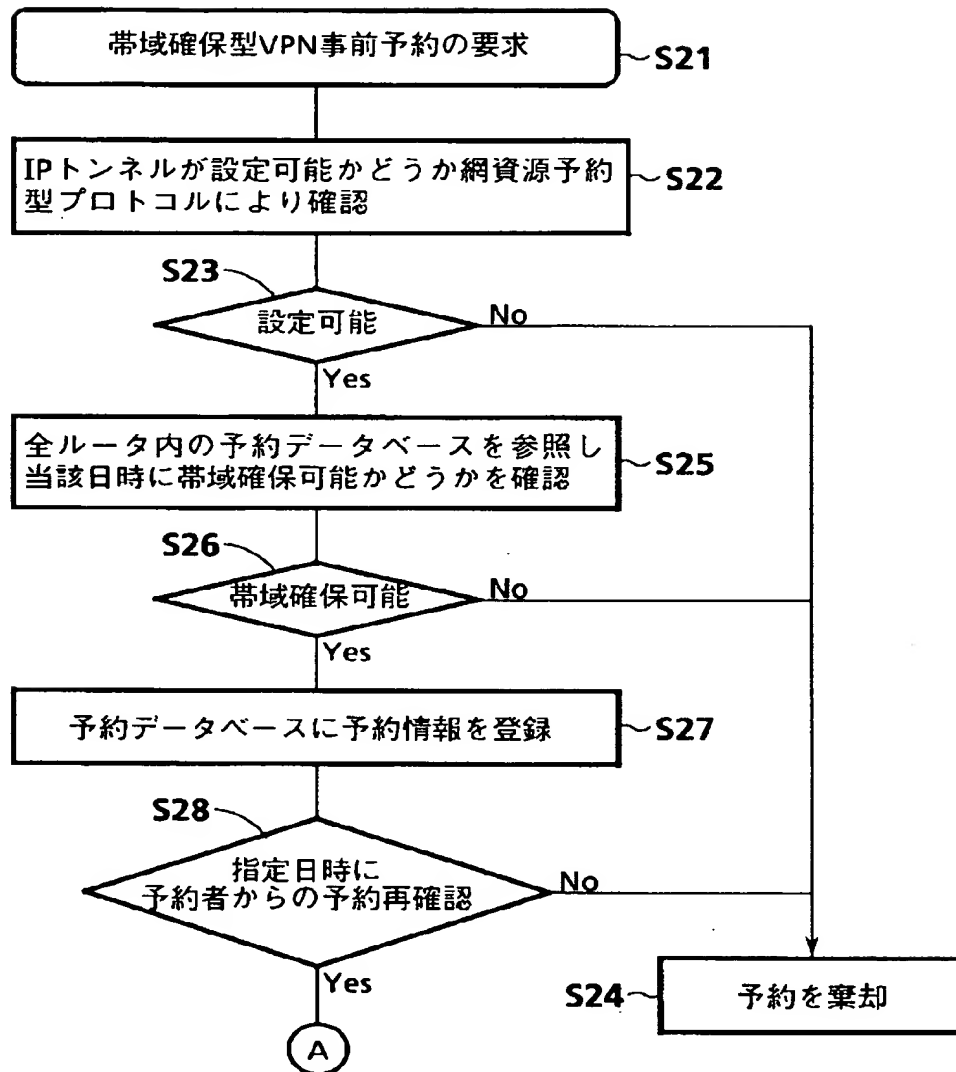 帯域確保型VPN事前予約の要求
S21
IPトンネルが設定可能かどうか網資源予約
型プロトコルにより確認
S22
S23
設定可能
No
Yes
全ルータ内の予約データベースを参照し
当該日時に帯域確保可能かどうかを確認
S25
S26
帯域確保可能
No
Yes
予約データベースに予約情報を登録
S27
S28
指定日時に
予約者からの予約再確認
No
Yes
S24
予約を棄却
A